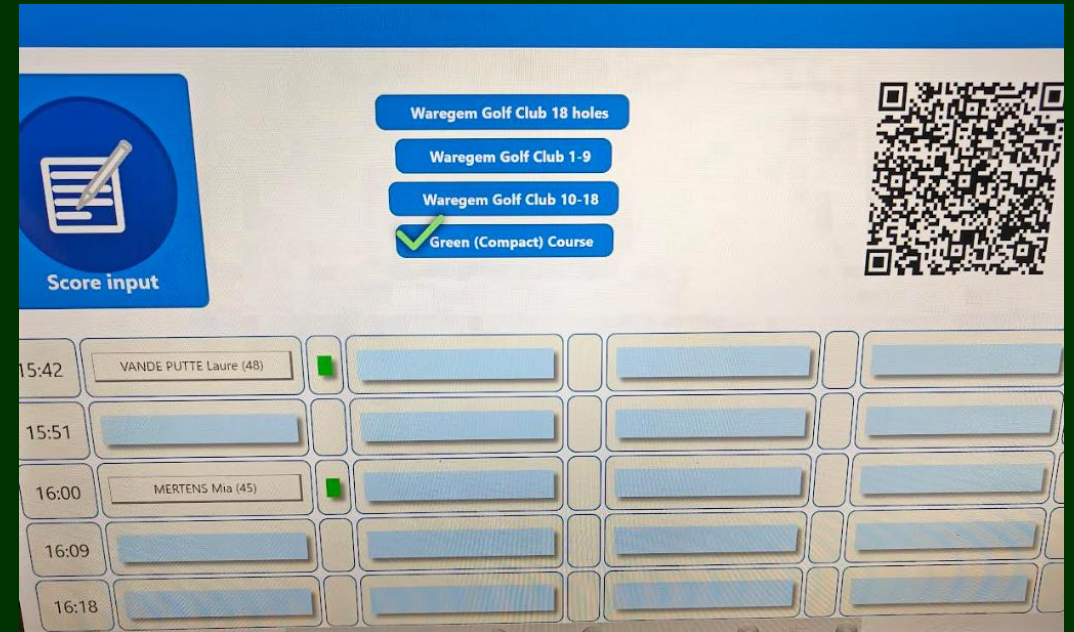 Waregem Golf Club 18 holes
Waregem Golf Club 1-9
Waregem Golf Club 10-18
Green (Compact) Course
Score input
15:42 VANDE PUTTE Laure (48)
15:51
16:00 MERTENS Mia (45)
16:09
16:18